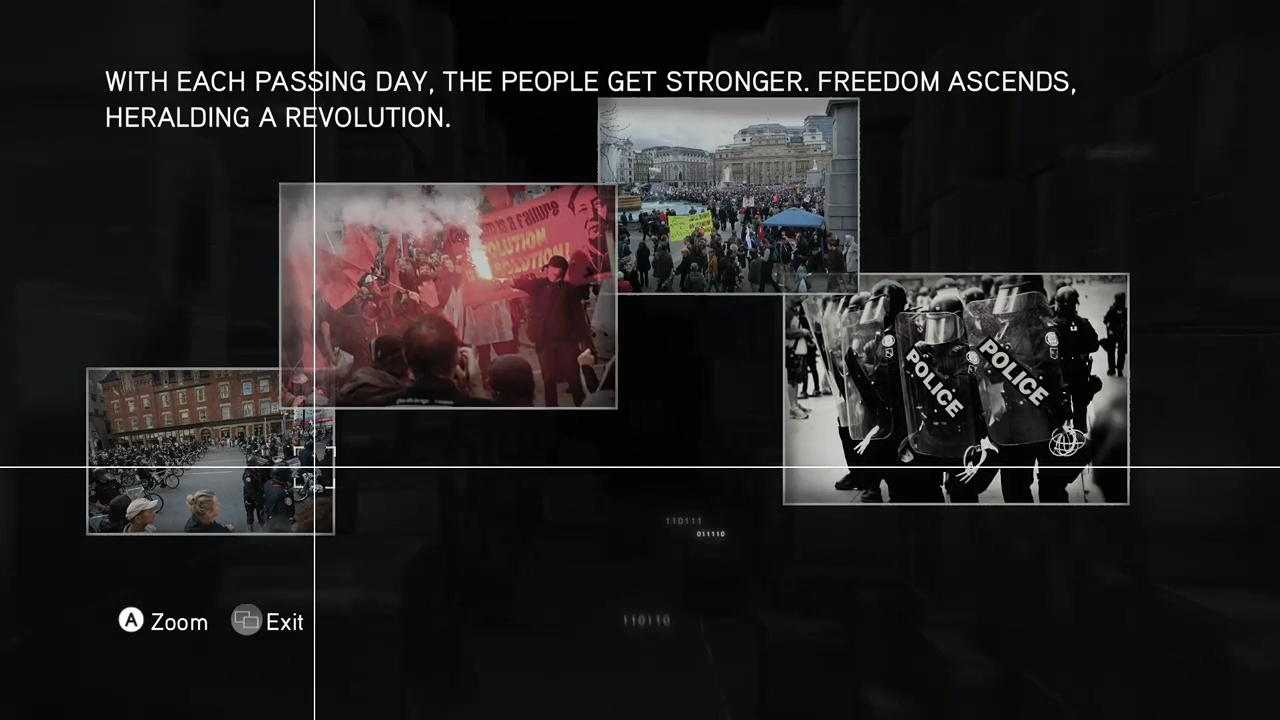 WITH EACH PASSING DAY, THE PEOPLE GET STRONGER. FREEDOM ASCENDS,
HERALDING A REVOLUTION.
POLICE
POLICE
110111
011110
A Zoom Exit
110110